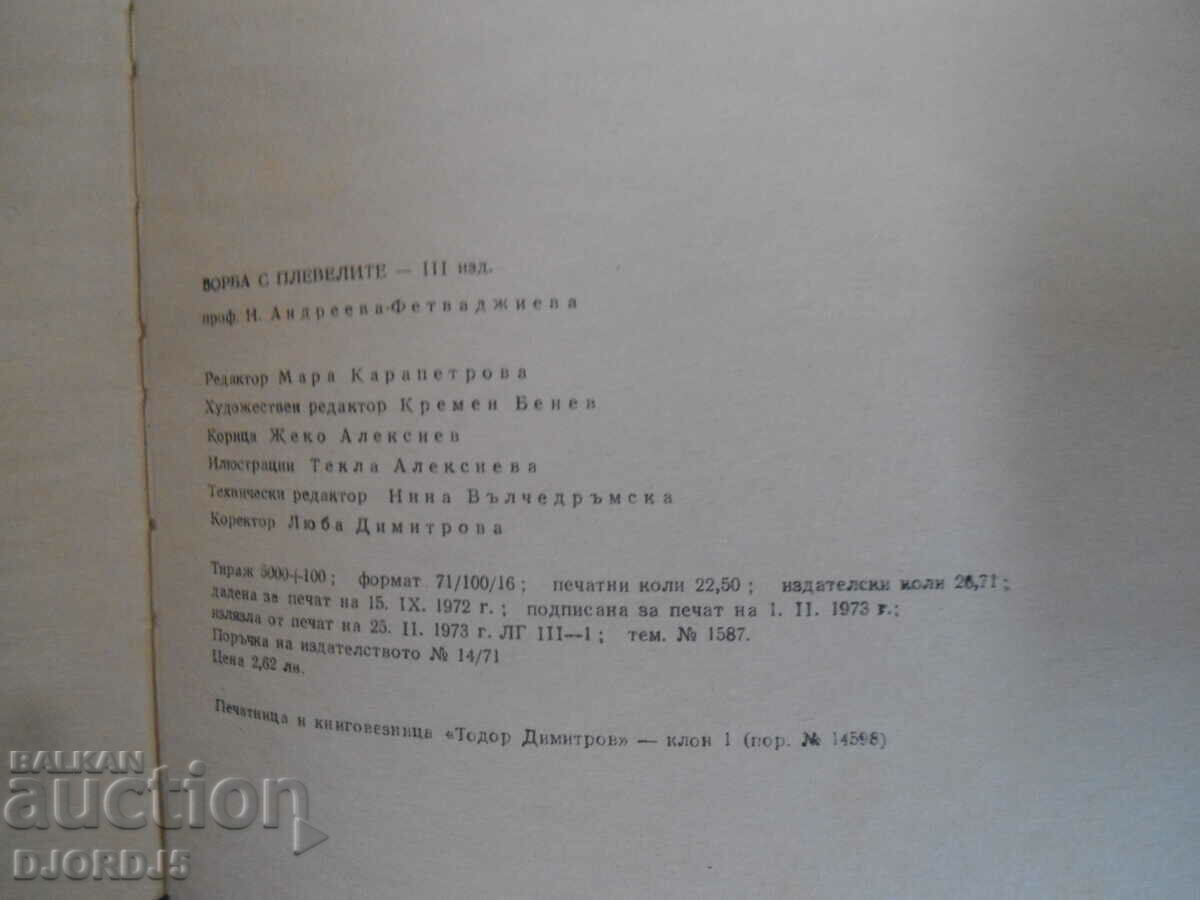 БОРБА С ПЛЕВЕЛИТЕ — III изд.
проф. Н. Андреева-Фетваджиева
Редактор Мара Карапетрова
Художествен редактор Кремен Бенев
Корица Жеко Алексиев
Илюстрации Текла Алексиева
Технически редактор Нина Вълчедръмска
Коректор Люба Димитрова
Тираж 5000+100; формат 71/100/16; печатни коли 22,50; издателски коли 26,71;
дадена за печат на 15. IX. 1972 г.; подписана за печат на 1. II. 1973 г.;
излязла от печат на 25. II. 1973 г. ЛГ III—1; тем. № 1587.
Поръчка на издателството № 14/71
Цена 2,62 лв.
Печатница и книговезница «Тодор Димитров» — клон 1 (пор. № 14598)
BALKAN
auction
DJORDJ5